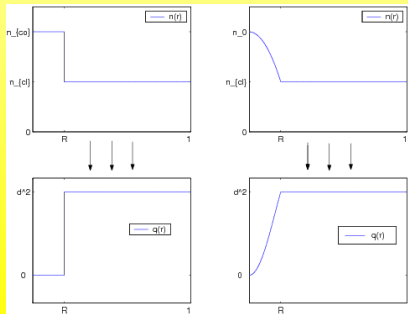 n(r)
n_{co}
n_{cl}
0
R 1
n(r)
n_0
n_{cl}
0
R 1
d^2
q(r)
0
R 1
d^2
q(r)
0
R